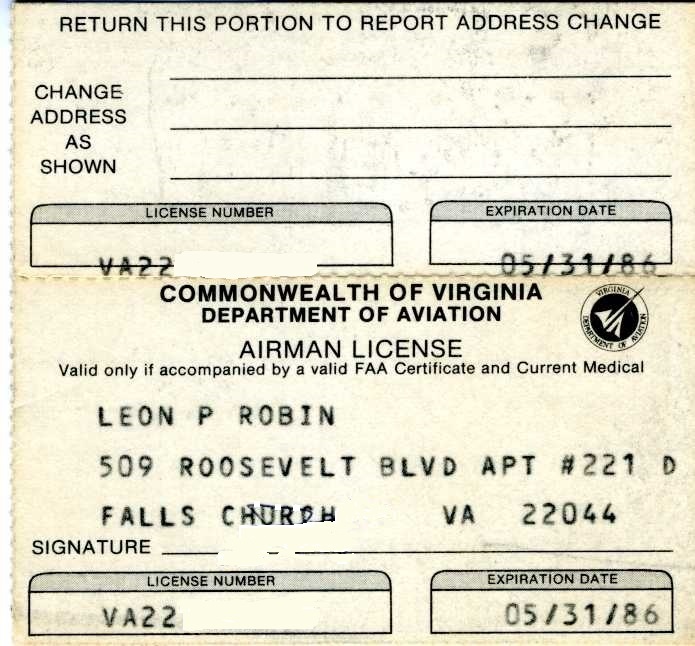 RETURN THIS PORTION TO REPORT ADDRESS CHANGE
CHANGE
ADDRESS
AS
SHOWN
LICENSE NUMBER
EXPIRATION DATE
VA22
05/31/86
COMMONWEALTH OF VIRGINIA
DEPARTMENT OF AVIATION
VIRGINIA
DEPARTMENT OF AVIATION
AIRMAN LICENSE
Valid only if accompanied by a valid FAA Certificate and Current Medical
LEON P ROBIN
509 ROOSEVELT BLVD APT #221 D
FALLS CHURCH VA 22044
SIGNATURE
LICENSE NUMBER
EXPIRATION DATE
VA22
05/31/86